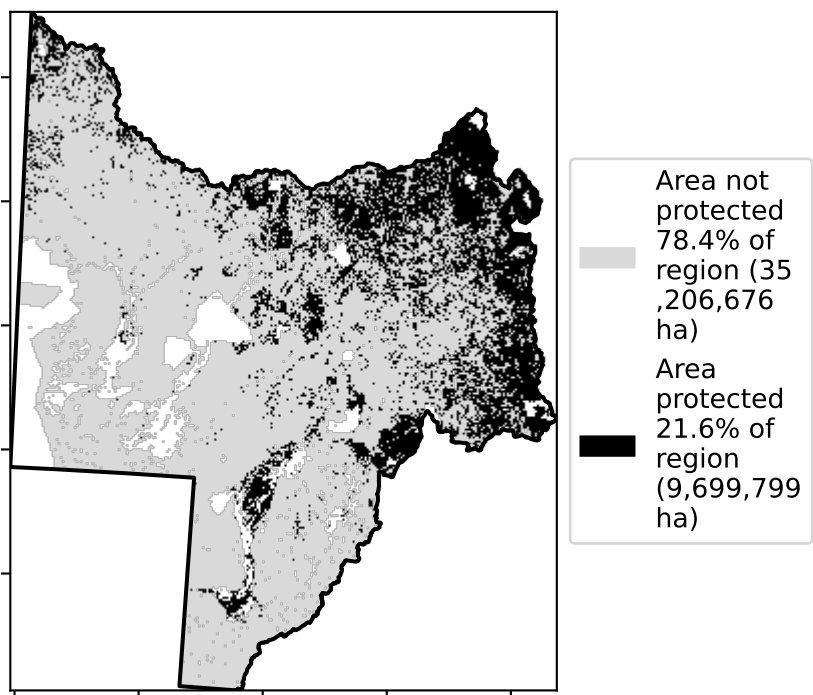 Area not
protected
78.4% of
region (35
,206,676
ha)
Area
protected
21.6% of
region
(9,699,799
ha)